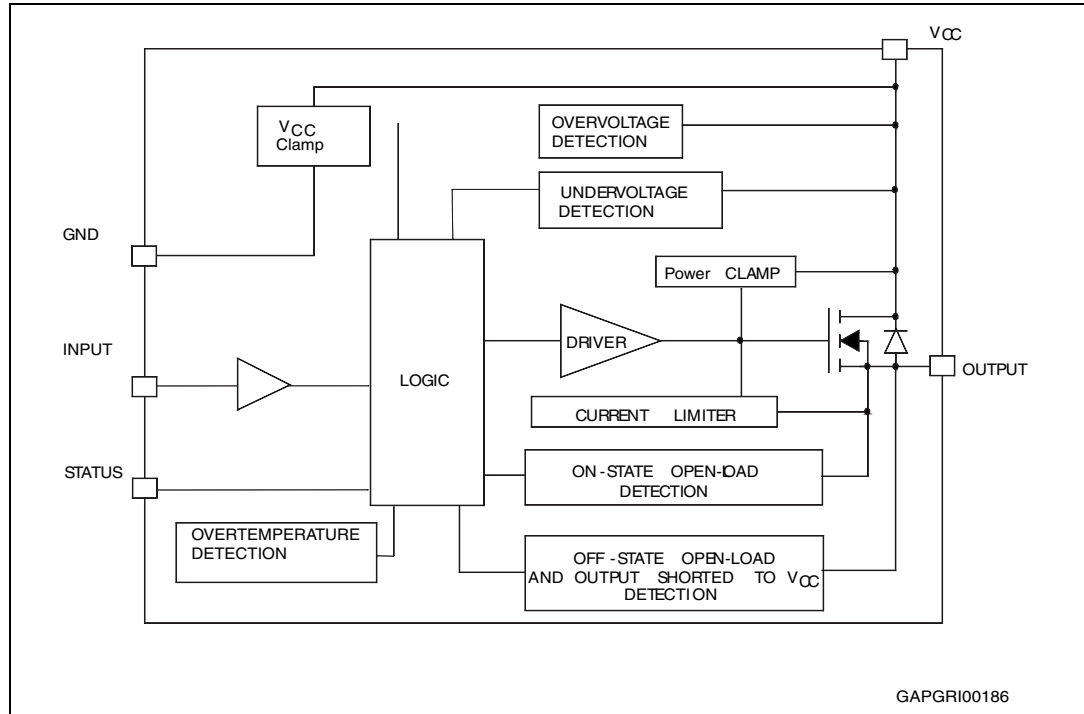 VCC
VCC
Clamp
OVERVOLTAGE
DETECTION
UNDERVOLTAGE
DETECTION
GND
Power CLAMP
INPUT
DRIVER
OUTPUT
LOGIC
CURRENT LIMITER
STATUS
ON-STATE OPEN-LOAD
DETECTION
OVERTEMPERATURE
DETECTION
OFF-STATE OPEN-LOAD
AND OUTPUT SHORTED TO VCC
DETECTION
GAPGRI00186